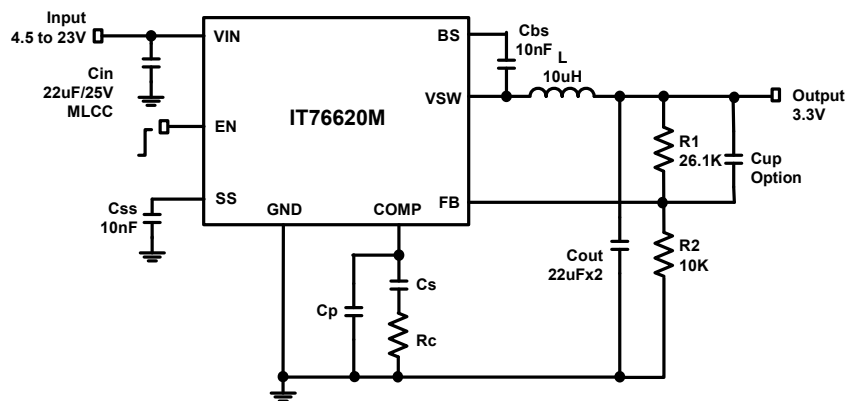 Input
4.5 to 23V
Cin
22uF/25V
MLCC
VIN
EN
SS
Css
10nF
GND
COMP
IT76620M
BS
VSW
FB
Cbs
10nF
L
10uH
Output
3.3V
R1
26.1K
Cup
Option
R2
10K
Cout
22uFx2
Cp
Cs
Rc